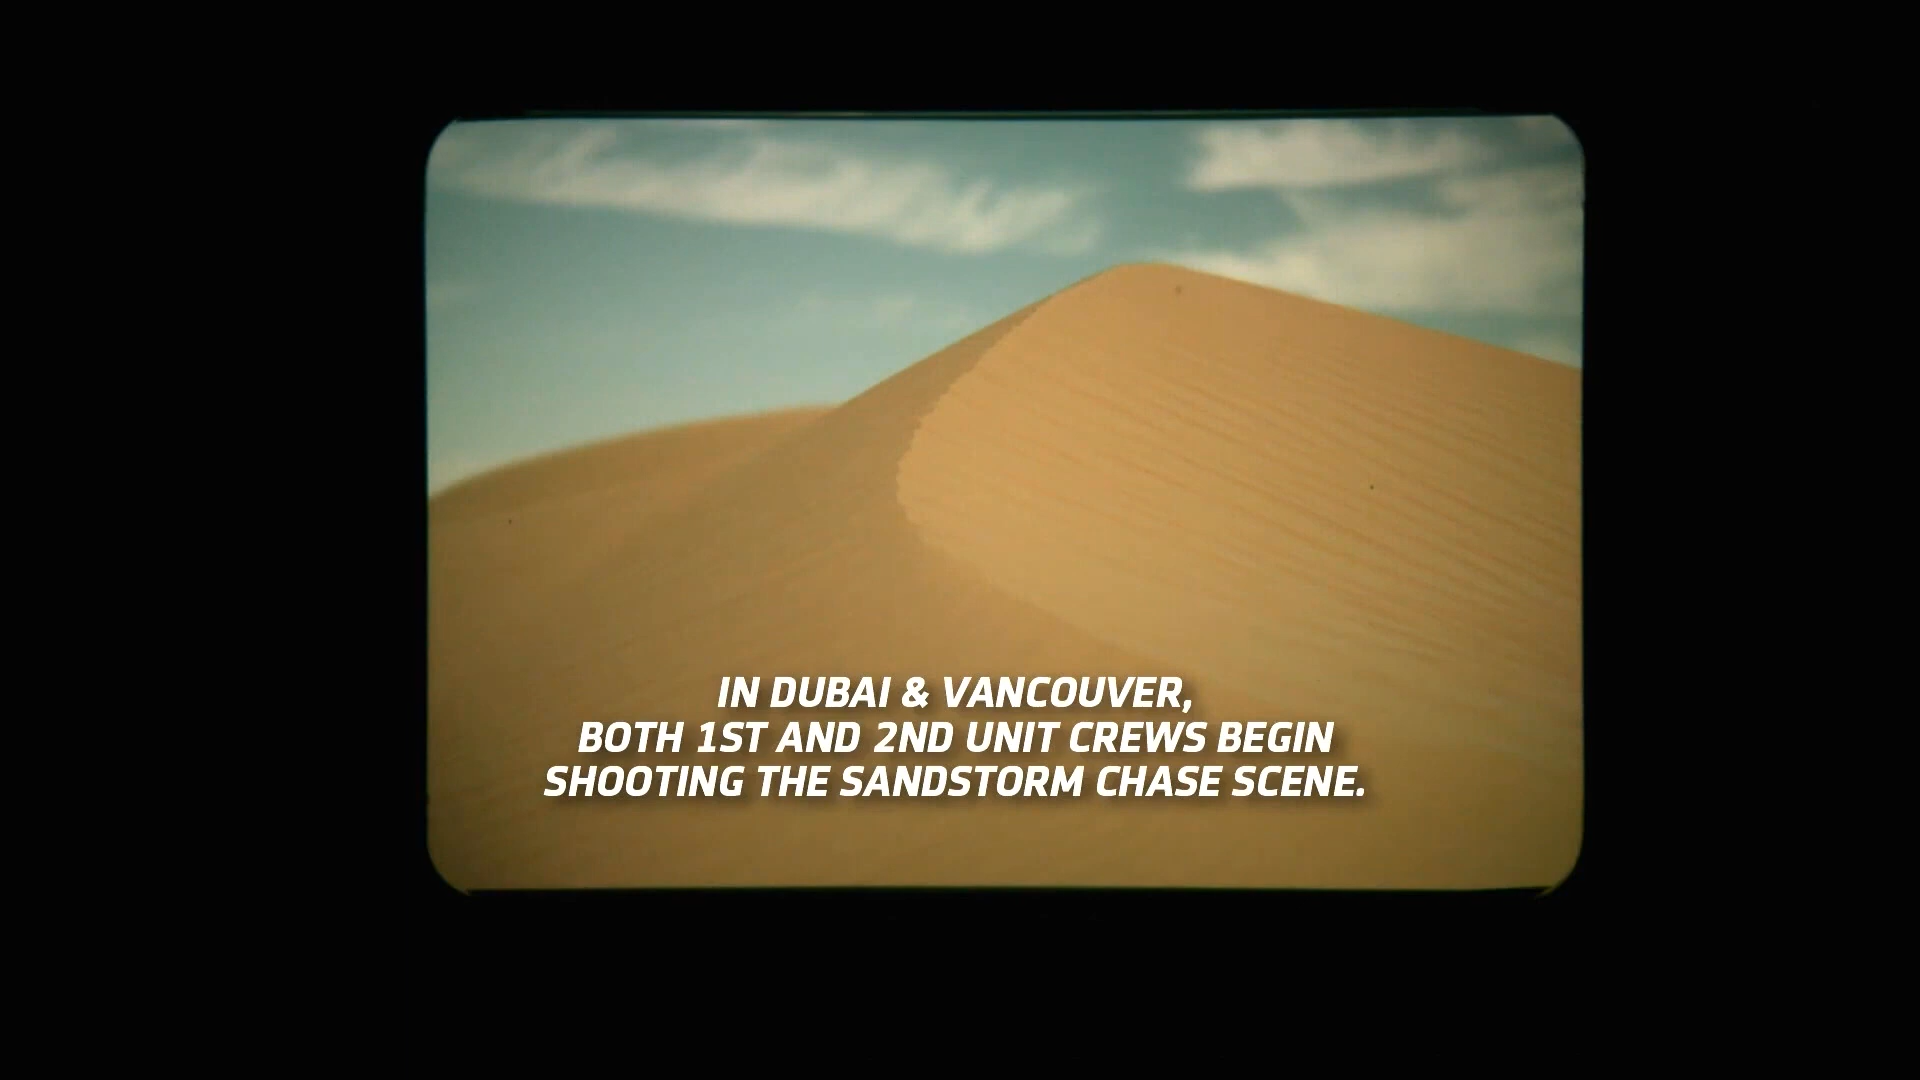 IN DUBAI & VANCOUVER,
BOTH 1ST AND 2ND UNIT CREWS BEGIN
SHOOTING THE SANDSTORM CHASE SCENE.